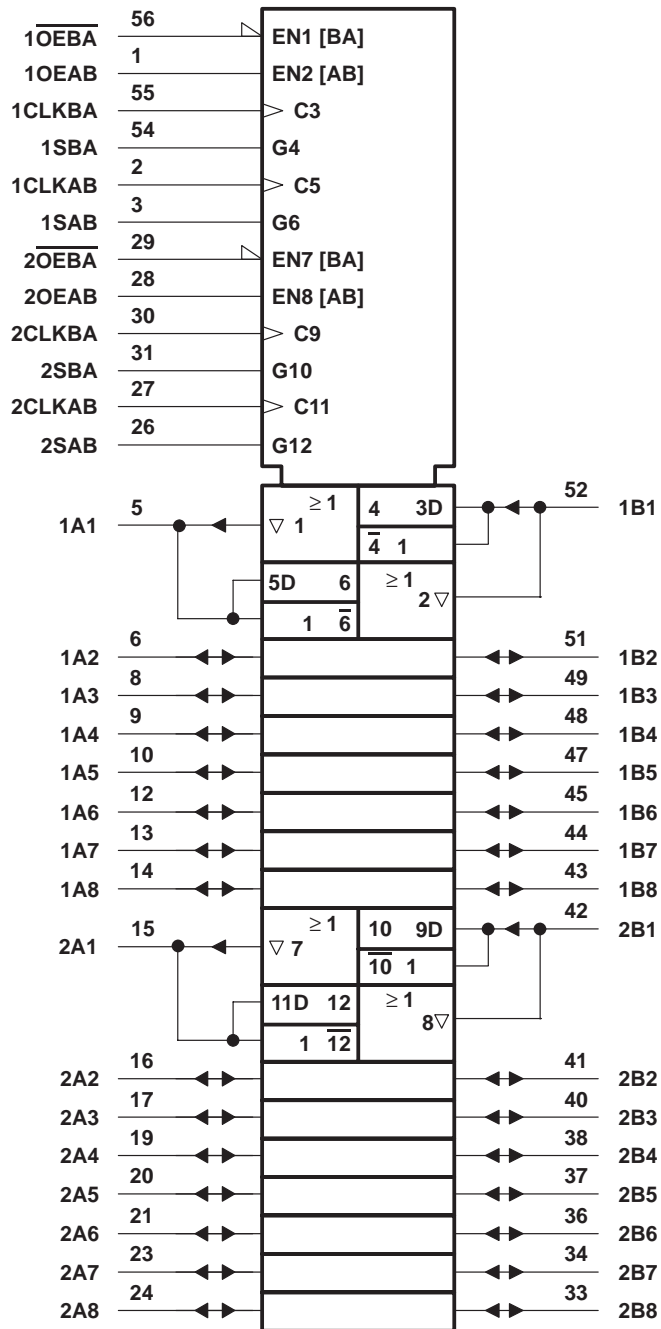 1O̅E̅B̅A̅ 56 EN1 [BA]
1OEAB 1 EN2 [AB]
1CLKBA 55 C3
1SBA 54 G4
1CLKAB 2 C5
1SAB 3 G6
2O̅E̅B̅A̅ 29 EN7 [BA]
2OEAB 28 EN8 [AB]
2CLKBA 30 C9
2SBA 31 G10
2CLKAB 27 C11
2SAB 26 G12
1A1 5 ▽ 1 ≥ 1 4 3D 52 1B1
4̅ 1
5D 6 ≥ 1
2 ▽
1 6̅
1A2 6 51 1B2
1A3 8 49 1B3
1A4 9 48 1B4
1A5 10 47 1B5
1A6 12 45 1B6
1A7 13 44 1B7
1A8 14 43 1B8
2A1 15 ▽ 7 ≥ 1 10 9D 42 2B1
1̅0̅ 1
11D 12 ≥ 1
8▽
1 1̅2̅
2A2 16 41 2B2
2A3 17 40 2B3
2A4 19 38 2B4
2A5 20 37 2B5
2A6 21 36 2B6
2A7 23 34 2B7
2A8 24 33 2B8